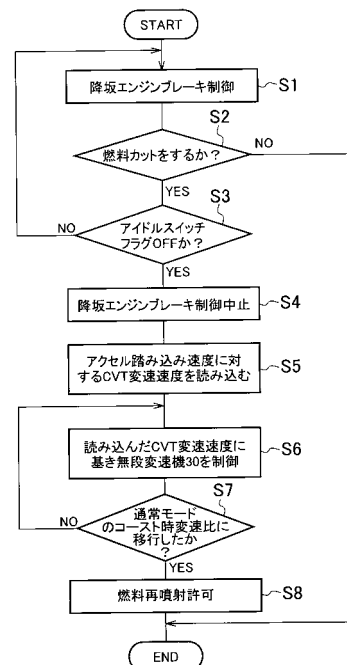 START
降坂エンジンブレーキ制御
S1
S2
燃料カットをするか？
NO
YES
S3
アイドルスイッチ
フラグOFFか？
NO
YES
降坂エンジンブレーキ制御中止
S4
アクセル踏み込み速度に対
するCVT変速速度を読み込む
S5
読み込んだCVT変速速度に
基き無段変速機30を制御
S6
S7
通常モード
のコースト時変速比に
移行したか
？
NO
YES
燃料再噴射許可
S8
END